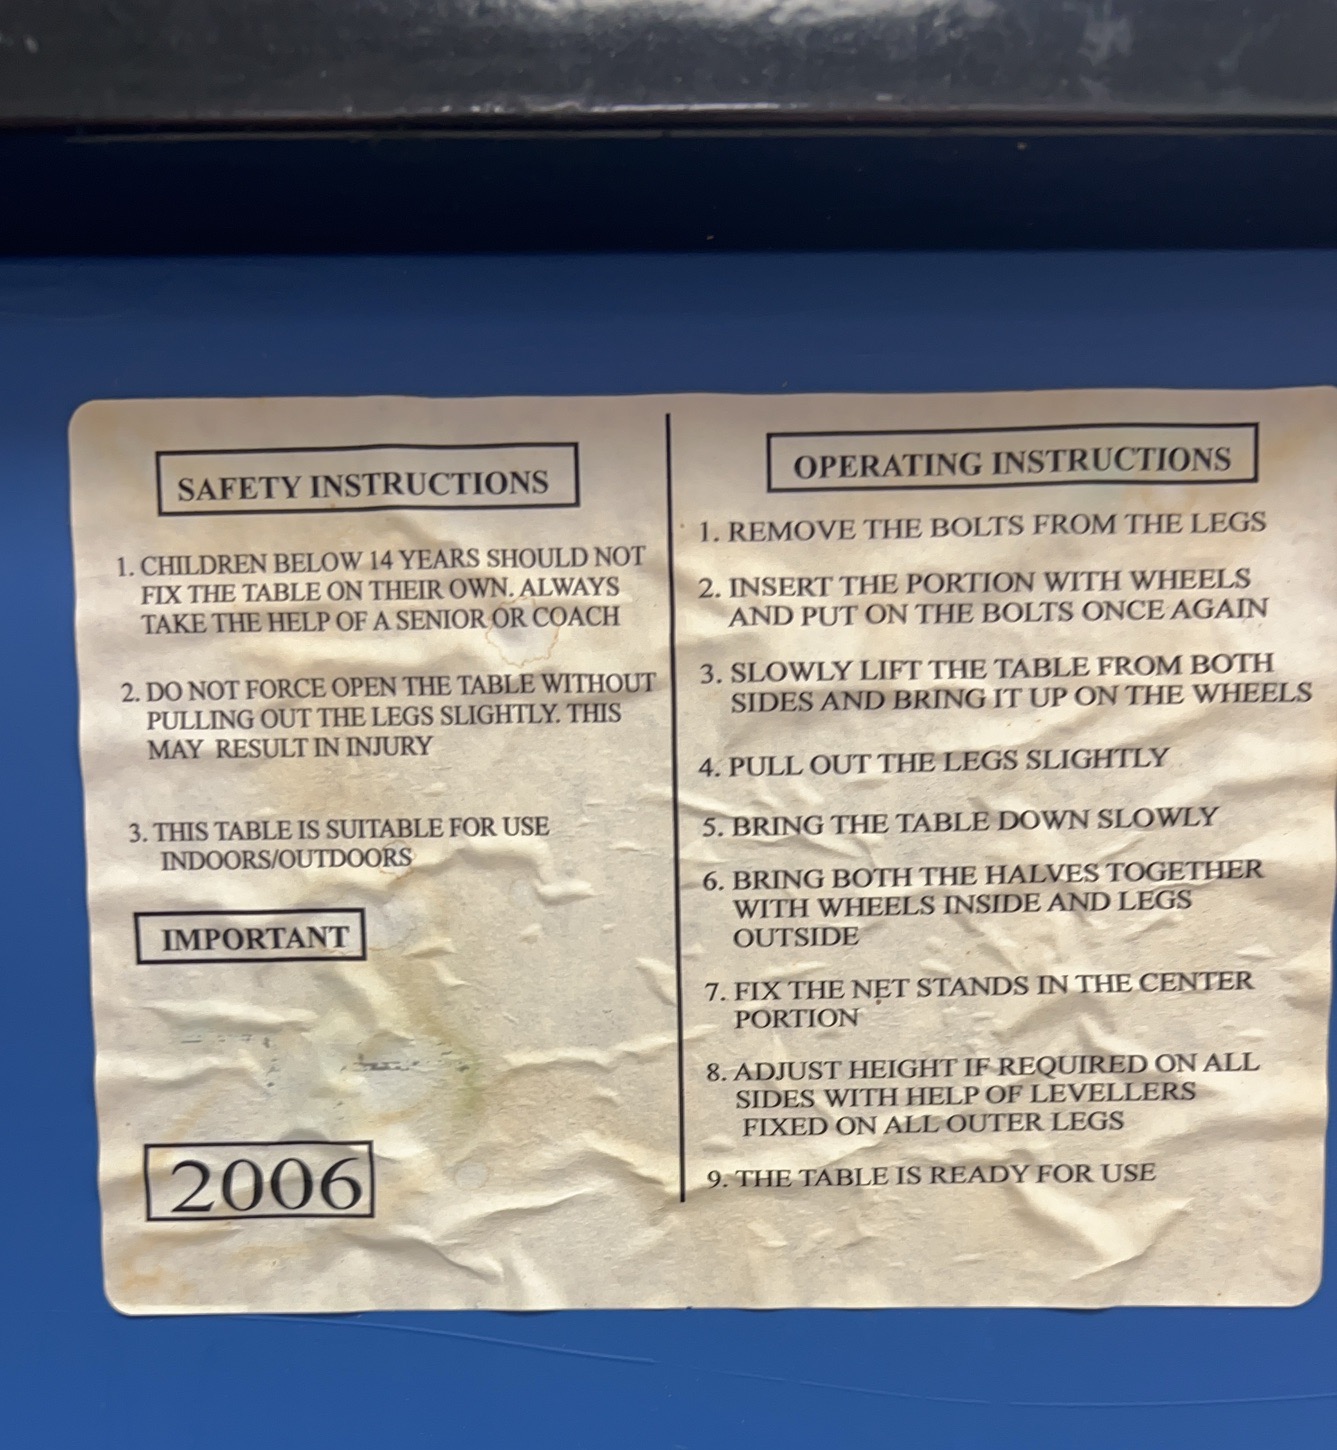 SAFETY INSTRUCTIONS
1. CHILDREN BELOW 14 YEARS SHOULD NOT
FIX THE TABLE ON THEIR OWN. ALWAYS
TAKE THE HELP OF A SENIOR OR COACH
2. DO NOT FORCE OPEN THE TABLE WITHOUT
PULLING OUT THE LEGS SLIGHTLY. THIS
MAY RESULT IN INJURY
3. THIS TABLE IS SUITABLE FOR USE
INDOORS/OUTDOORS
IMPORTANT
2006
OPERATING INSTRUCTIONS
1. REMOVE THE BOLTS FROM THE LEGS
2. INSERT THE PORTION WITH WHEELS
AND PUT ON THE BOLTS ONCE AGAIN
3. SLOWLY LIFT THE TABLE FROM BOTH
SIDES AND BRING IT UP ON THE WHEELS
4. PULL OUT THE LEGS SLIGHTLY
5. BRING THE TABLE DOWN SLOWLY
6. BRING BOTH THE HALVES TOGETHER
WITH WHEELS INSIDE AND LEGS
OUTSIDE
7. FIX THE NET STANDS IN THE CENTER
PORTION
8. ADJUST HEIGHT IF REQUIRED ON ALL
SIDES WITH HELP OF LEVELLERS
FIXED ON ALL OUTER LEGS
9. THE TABLE IS READY FOR USE